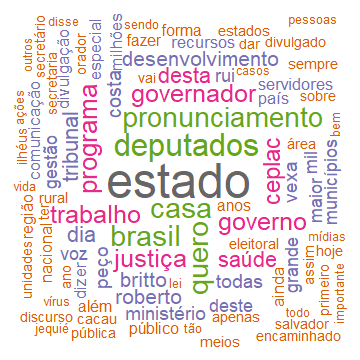 disse sendo pessoas
outros
secretário
secretaria
divulgação
orador
especial
milhões
costa
forma estados
fazer dar divulgado
recursos casos
desenvolvimento
vai sempre
desta rui servidores
governador país sobre
programa
pronunciamento
deputados
tribunal
gestão
comunicação
ilhéus ações
estado
ceplac
área
vexa
maior
mil
municípios
bem
vida
rural
trabalho
casa anos
governo
região
unidades
nacional
ter
dia
brasil
quero
eleitoral
mídias
voz
justiça
saúde
grande
ainda
assim
hoje
ano
dizer
peço
britto lei todas
primeiro
importante
vírus
roberto
além
deste
todo
discurso cacau
ministério
apenas
salvador
jequié pública
público tão
encaminhado
meios